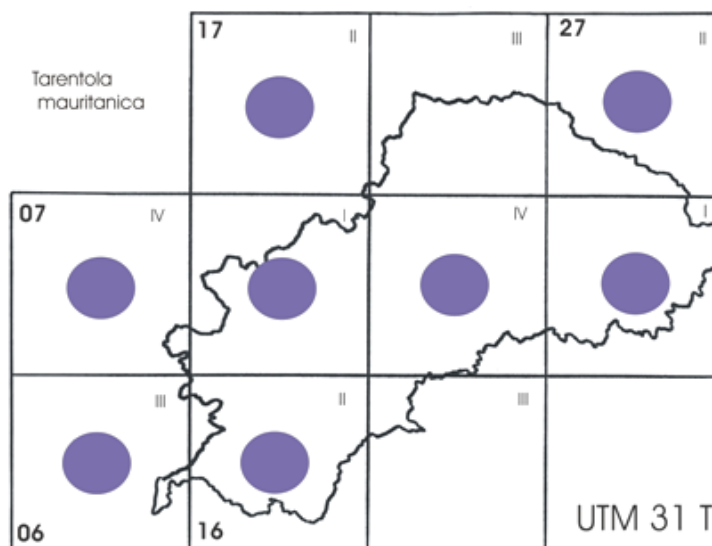 17 II III 27 II
Tarentola
mauritanica
07 IV I IV I
III II III
06 16 UTM 31 T